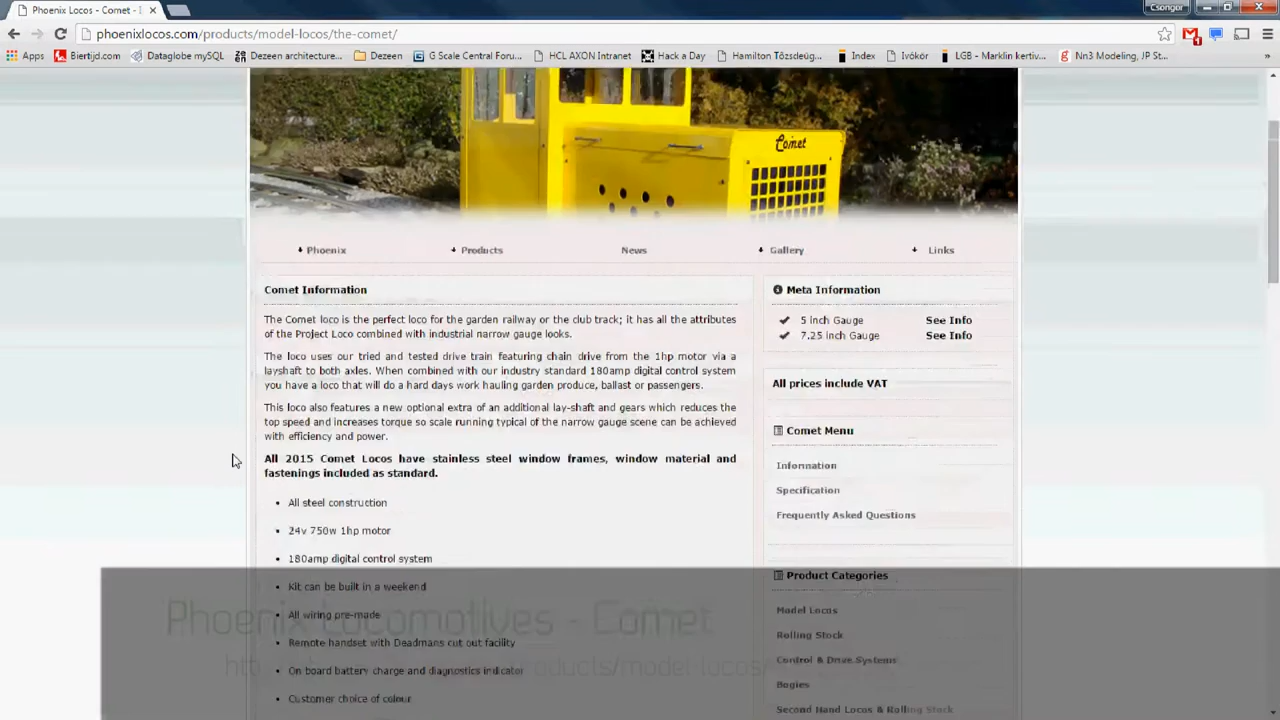 Phoenix Locos - Comet - I
Csongor
phoenixlocos.com/products/model-locos/the-comet/
Apps
Biertijd.com
Dataglobe mySQL
Dezeen architecture...
Dezeen
G Scale Central Foru...
HCL AXON Intranet
Hack a Day
Hamilton Tőzsdeüg...
Index
Ivókór
LGB - Marklin kertiv...
Nn3 Modeling, JP St...
Comet
Phoenix
Products
News
Gallery
Links
Comet Information
The Comet loco is the perfect loco for the garden railway or the club track; it has all the attributes
of the Project Loco combined with industrial narrow gauge looks.
The loco uses our tried and tested drive train featuring chain drive from the 1hp motor via a
layshaft to both axles. When combined with our industry standard 180amp digital control system
you have a loco that will do a hard days work hauling garden produce, ballast or passengers.
This loco also features a new optional extra of an additional lay-shaft and gears which reduces the
top speed and increases torque so scale running typical of the narrow gauge scene can be achieved
with efficiency and power.
All 2015 Comet Locos have stainless steel window frames, window material and
fastenings included as standard.
All steel construction
24v 750w 1hp motor
180amp digital control system
Kit can be built in a weekend
All wiring pre-made
Remote handset with Deadmans cut out facility
On board battery charge and diagnostics indicator
Customer choice of colour
Meta Information
5 inch Gauge See Info
7.25 inch Gauge See Info
All prices include VAT
Comet Menu
Information
Specification
Frequently Asked Questions
Product Categories
Model Locos
Rolling Stock
Control & Drive Systems
Bogies
Second Hand Locos & Rolling Stock
Phoenix Locomotives - Comet